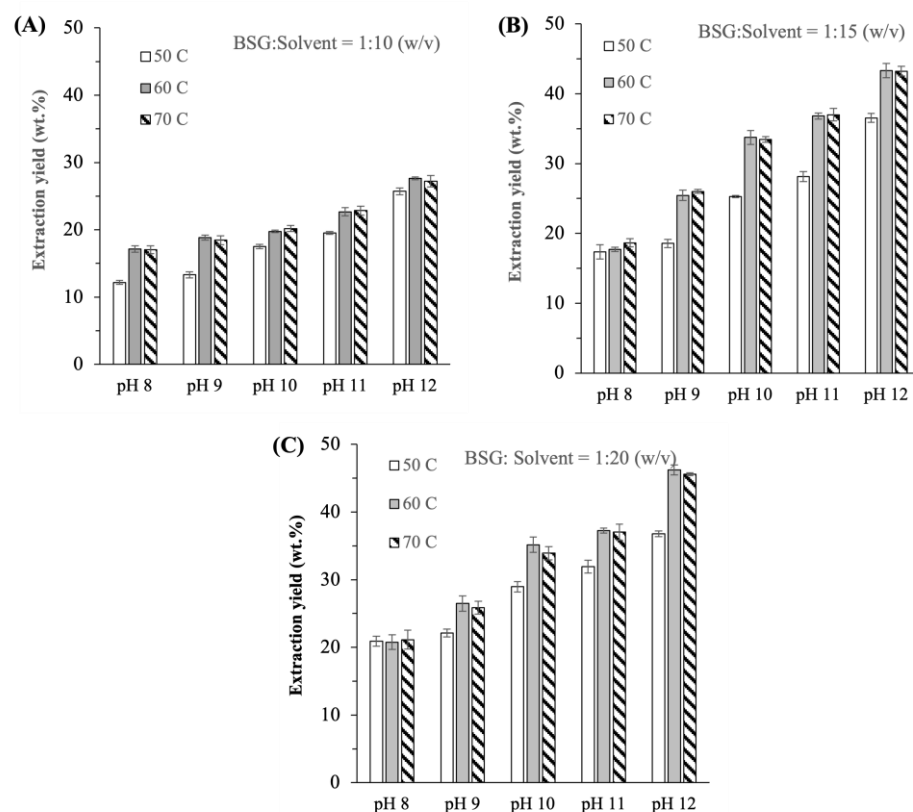 (A)
BSG:Solvent = 1:10 (w/v)
50 C
60 C
70 C
Extraction yield (wt.%)
50
40
30
20
10
0
pH 8 pH 9 pH 10 pH 11 pH 12
(B)
BSG:Solvent = 1:15 (w/v)
50 C
60 C
70 C
Extraction yield (wt.%)
50
40
30
20
10
0
pH 8 pH 9 pH 10 pH 11 pH 12
(C)
BSG: Solvent = 1:20 (w/v)
50 C
60 C
70 C
Extraction yield (wt.%)
50
40
30
20
10
0
pH 8 pH 9 pH 10 pH 11 pH 12